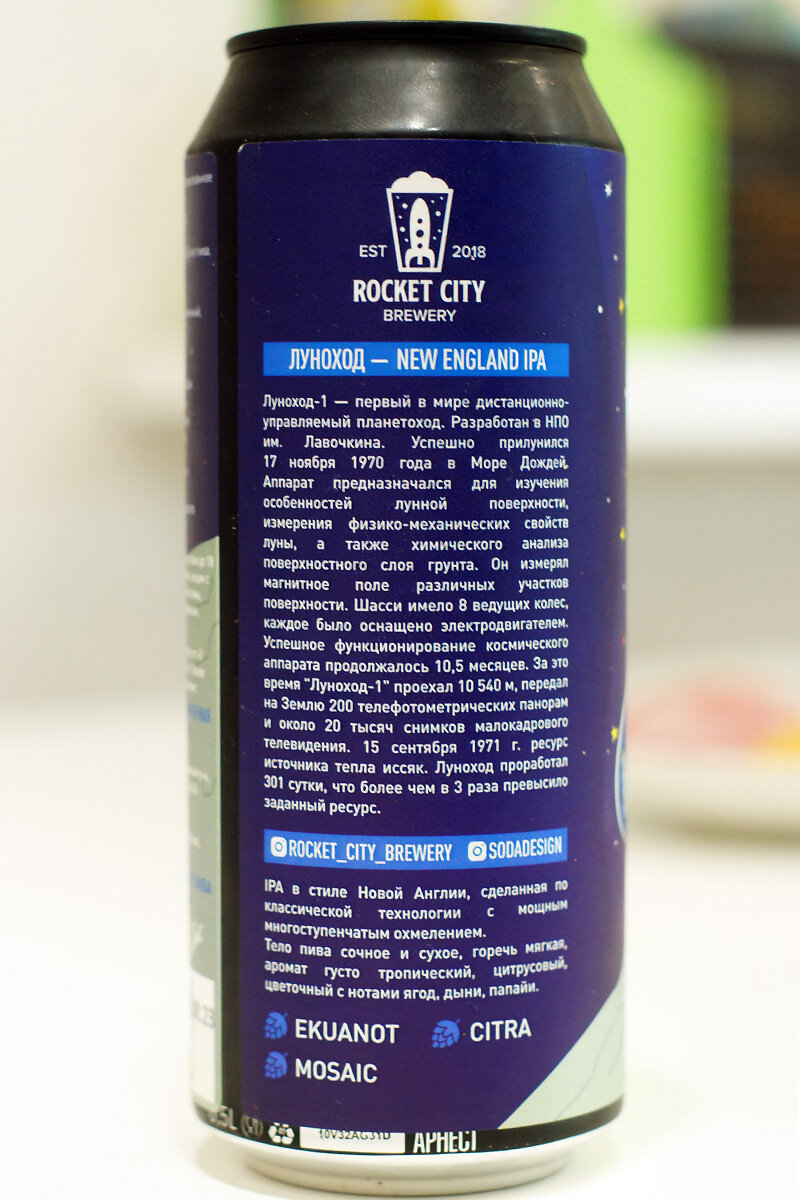 EST 2018
ROCKET CITY
BREWERY
ЛУНОХОД — NEW ENGLAND IPA
Луноход-1 — первый в мире дистанционно-
управляемый планетоход. Разработан в НПО
им. Лавочкина. Успешно прилунился
17 ноября 1970 года в Море Дождей.
Аппарат предназначался для изучения
особенностей лунной поверхности,
измерения физико-механических свойств
луны, а также химического анализа
поверхностного слоя грунта. Он измерял
магнитное поле различных участков
поверхности. Шасси имело 8 ведущих колес,
каждое было оснащено электродвигателем.
Успешное функционирование космического
аппарата продолжалось 10,5 месяцев. За это
время "Луноход-1" проехал 10 540 м, передал
на Землю 200 телефотометрических панорам
и около 20 тысяч снимков малокадрового
телевидения. 15 сентября 1971 г. ресурс
источника тепла иссяк. Луноход проработал
301 сутки, что более чем в 3 раза превысило
заданный ресурс.
ROCKET_CITY_BREWERY SODADESIGN
IPA в стиле Новой Англии, сделанная по
классической технологии с мощным
многоступенчатым охмелением.
Тело пива сочное и сухое, горечь мягкая,
аромат густо тропический, цитрусовый,
цветочный с нотами ягод, дыни, папайи.
EKUANOT CITRA
MOSAIC
10V32AG31D
АРНЕСТ